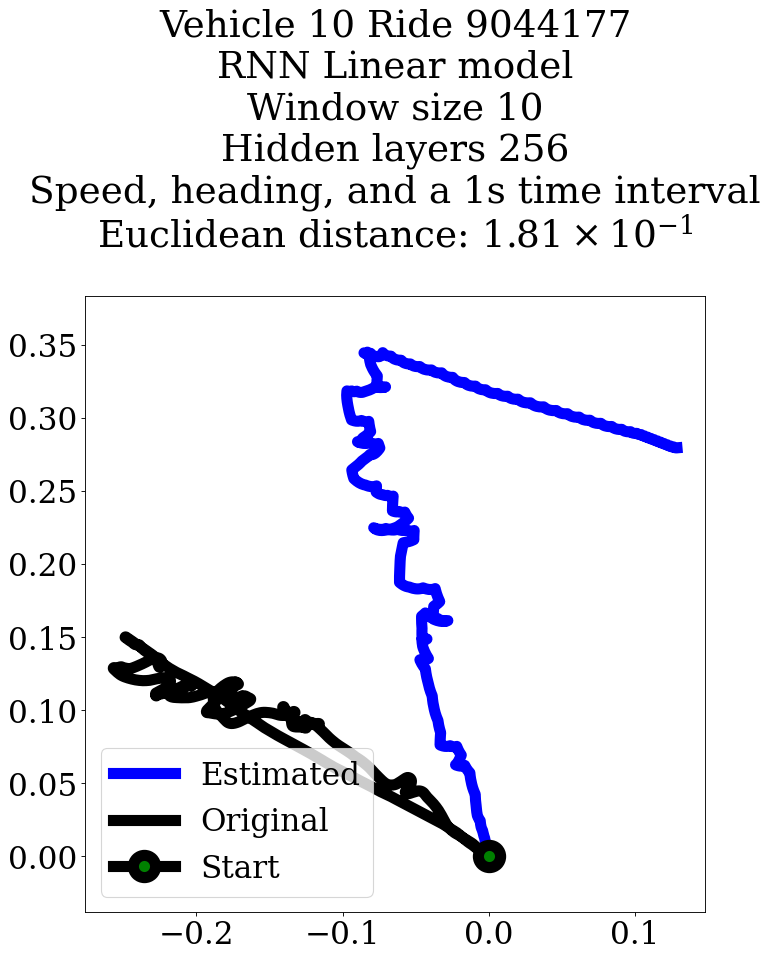 Vehicle 10 Ride 9044177
RNN Linear model
Window size 10
Hidden layers 256
Speed, heading, and a 1s time interval
Euclidean distance: 1.81 × 10⁻¹
0.35
0.30
0.25
0.20
0.15
0.10
0.05
0.00
Estimated
Original
Start
−0.2 −0.1 0.0 0.1